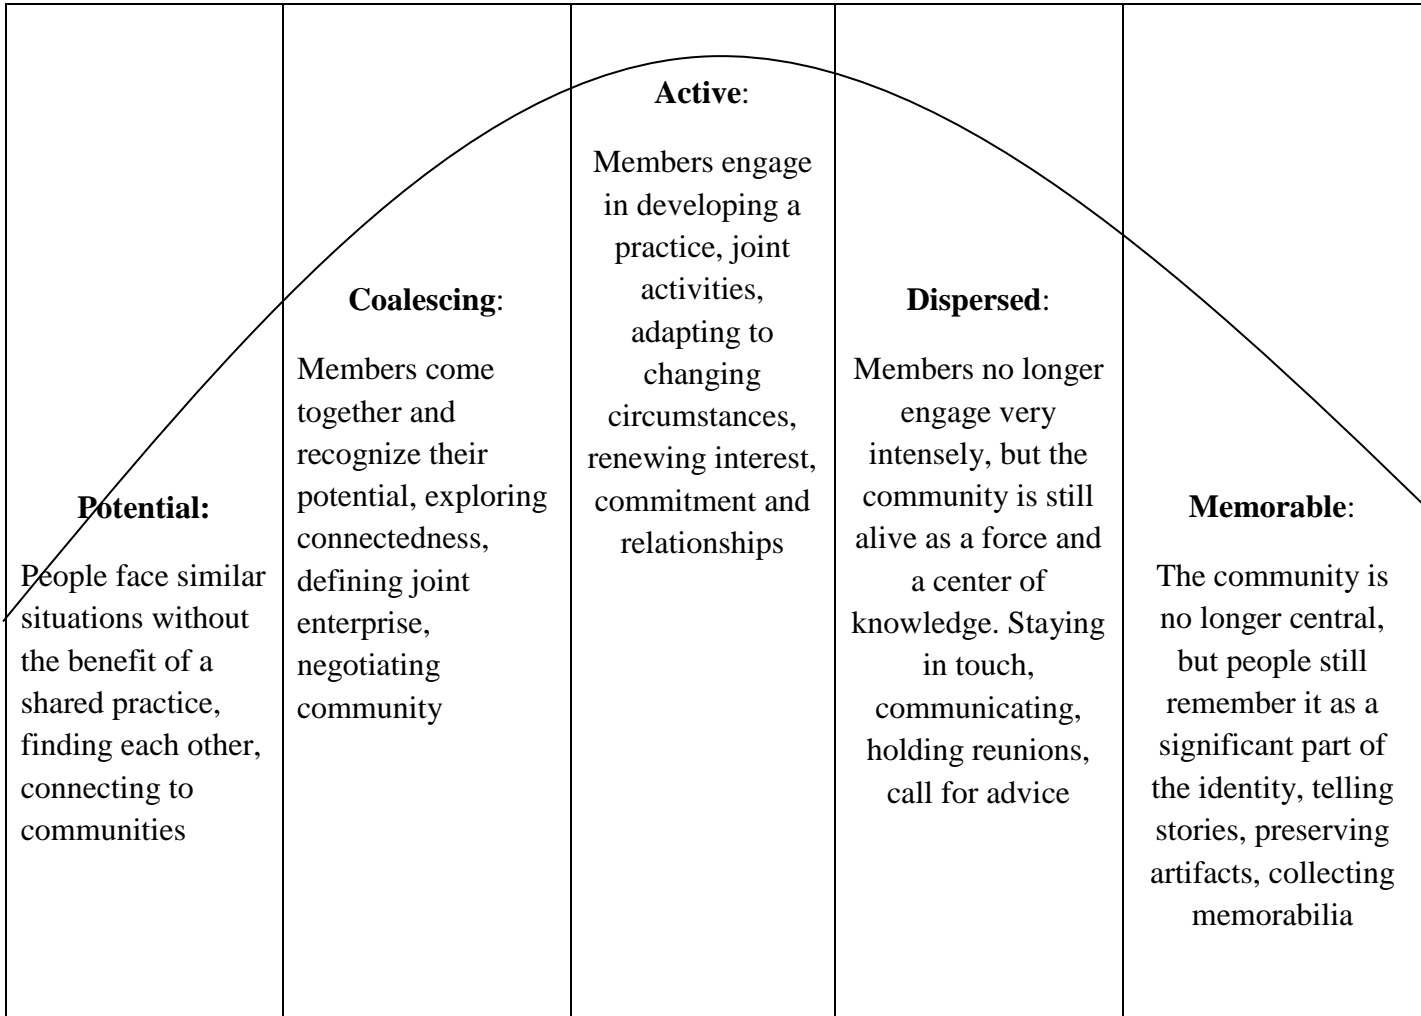 Potential:
People face similar
situations without
the benefit of a
shared practice,
finding each other,
connecting to
communities
Coalescing:
Members come
together and
recognize their
potential, exploring
connectedness,
defining joint
enterprise,
negotiating
community
Active:
Members engage
in developing a
practice, joint
activities,
adapting to
changing
circumstances,
renewing interest,
commitment and
relationships
Dispersed:
Members no longer
engage very
intensely, but the
community is still
alive as a force and
a center of
knowledge. Staying
in touch,
communicating,
holding reunions,
call for advice
Memorable:
The community is
no longer central,
but people still
remember it as a
significant part of
the identity, telling
stories, preserving
artifacts, collecting
memorabilia